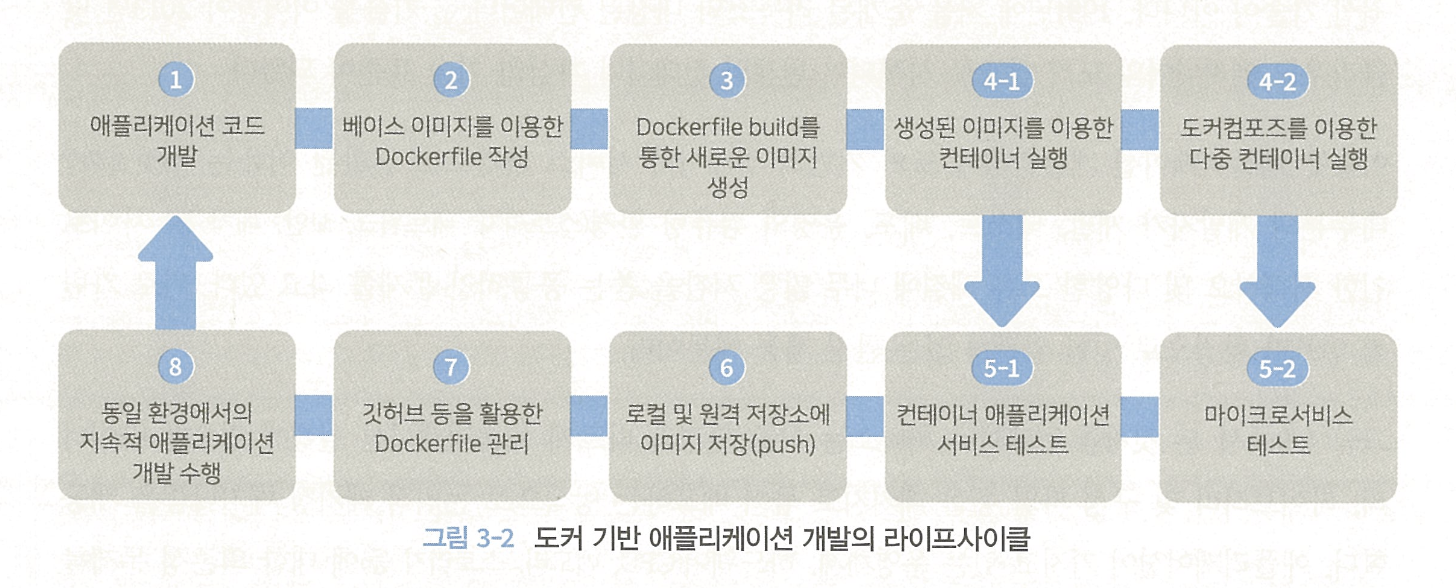 1
애플리케이션 코드
개발
2
베이스 이미지를 이용한
Dockerfile 작성
3
Dockerfile build를
통한 새로운 이미지
생성
4-1
생성된 이미지를 이용한
컨테이너 실행
4-2
도커컴포즈를 이용한
다중 컨테이너 실행
8
동일 환경에서의
지속적 애플리케이션
개발 수행
7
깃허브 등을 활용한
Dockerfile 관리
6
로컬 및 원격 저장소에
이미지 저장(push)
5-1
컨테이너 애플리케이션
서비스 테스트
5-2
마이크로서비스
테스트
그림 3-2 도커 기반 애플리케이션 개발의 라이프사이클